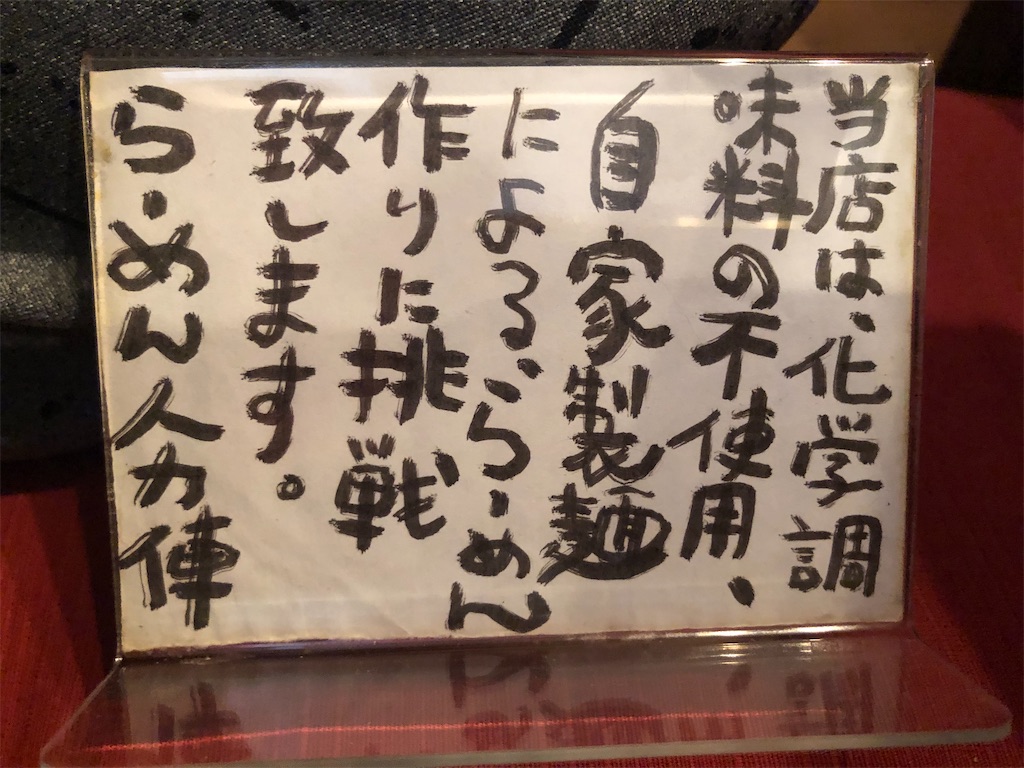 当店は、化学調
味料の不使用、
自家製麺
による、らーめん
作りに挑戦
致します。
らーめん人力俥